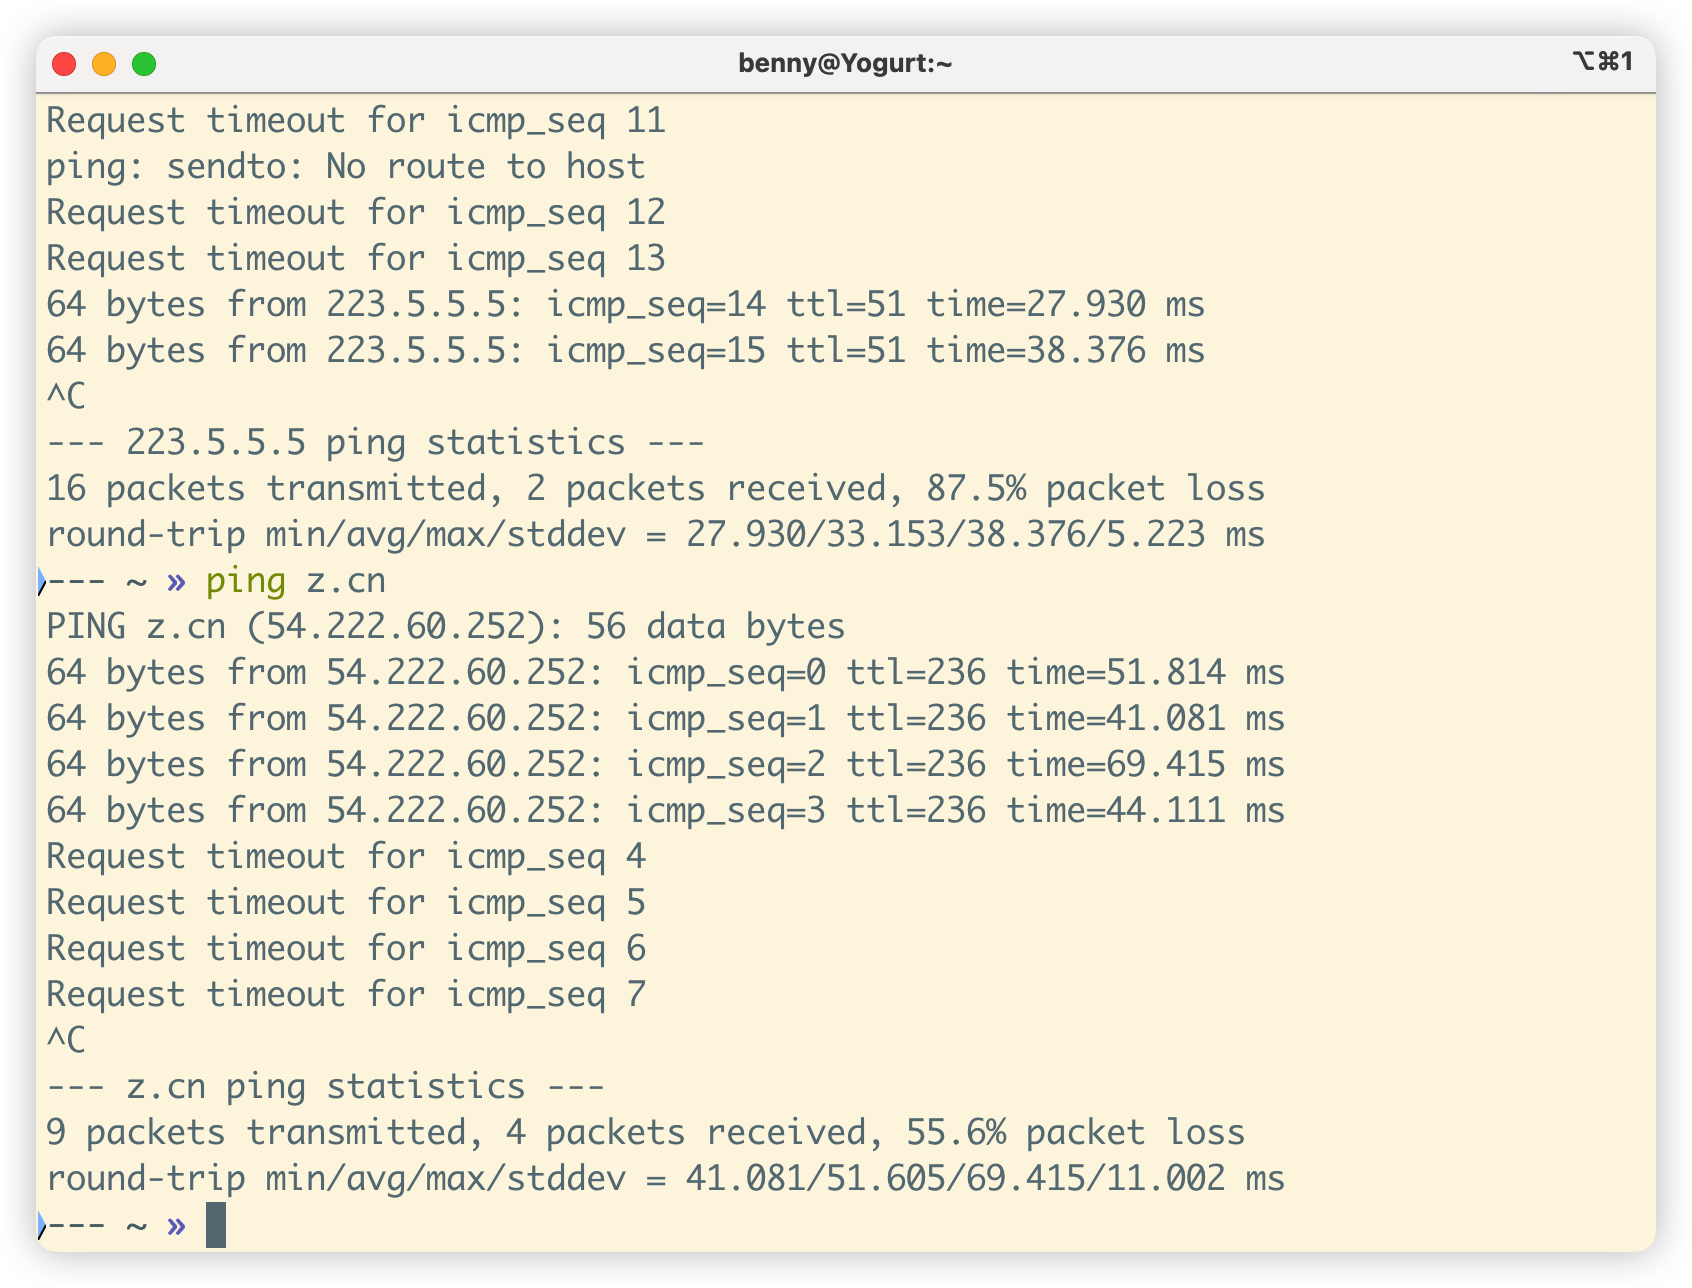 benny@Yogurt:~
⌥⌘1
Request timeout for icmp_seq 11
ping: sendto: No route to host
Request timeout for icmp_seq 12
Request timeout for icmp_seq 13
64 bytes from 223.5.5.5: icmp_seq=14 ttl=51 time=27.930 ms
64 bytes from 223.5.5.5: icmp_seq=15 ttl=51 time=38.376 ms
^C
--- 223.5.5.5 ping statistics ---
16 packets transmitted, 2 packets received, 87.5% packet loss
round-trip min/avg/max/stddev = 27.930/33.153/38.376/5.223 ms
--- ~ » ping z.cn
PING z.cn (54.222.60.252): 56 data bytes
64 bytes from 54.222.60.252: icmp_seq=0 ttl=236 time=51.814 ms
64 bytes from 54.222.60.252: icmp_seq=1 ttl=236 time=41.081 ms
64 bytes from 54.222.60.252: icmp_seq=2 ttl=236 time=69.415 ms
64 bytes from 54.222.60.252: icmp_seq=3 ttl=236 time=44.111 ms
Request timeout for icmp_seq 4
Request timeout for icmp_seq 5
Request timeout for icmp_seq 6
Request timeout for icmp_seq 7
^C
--- z.cn ping statistics ---
9 packets transmitted, 4 packets received, 55.6% packet loss
round-trip min/avg/max/stddev = 41.081/51.605/69.415/11.002 ms
--- ~ »